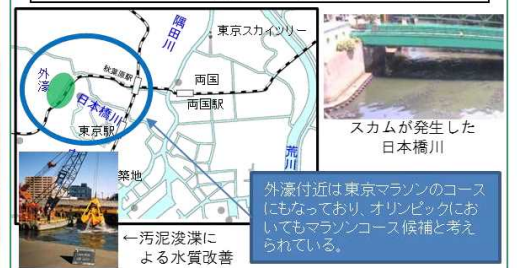 隅田川
東京スカイツリー
秋葉原駅
外濠
両国
両国駅
日本橋川
東京駅
荒川
築地
スカムが発生した
日本橋川
外濠付近は東京マラソンのコース
にもなっており、オリンピックにお
いてもマラソンコース候補と考え
られている。
←汚泥浚渫に
よる水質改善